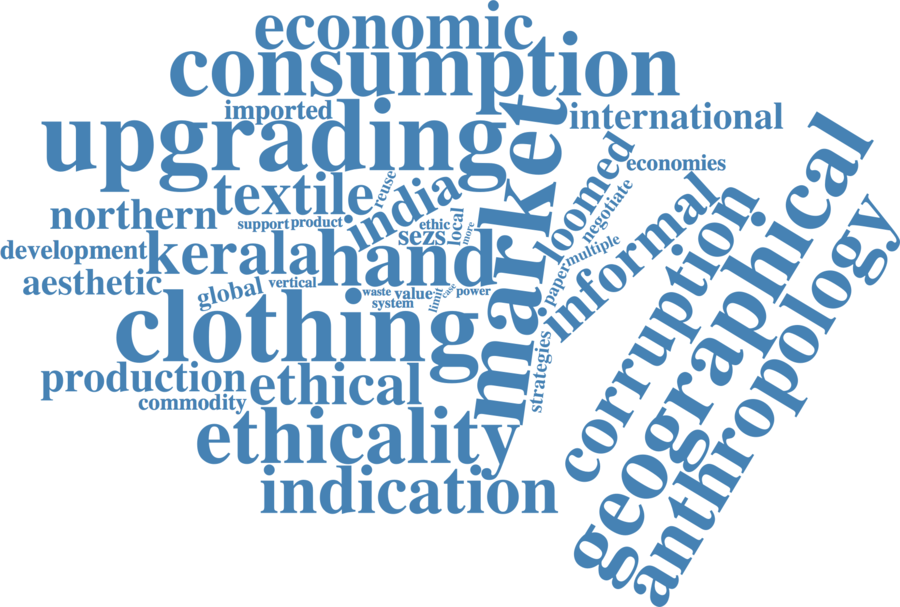 economic
consumption
imported
international
upgrading
market
loomed
economies
textile
reuse
india
negotiate
northern
support
product
ethic
local
more
sezs
informal
corruption
geographical
anthropology
development
kerala
hand
multiple
paper
aesthetic
global
vertical
waste
value
limit
case
power
system
clothing
strategies
production
ethical
commodity
ethicality
indication